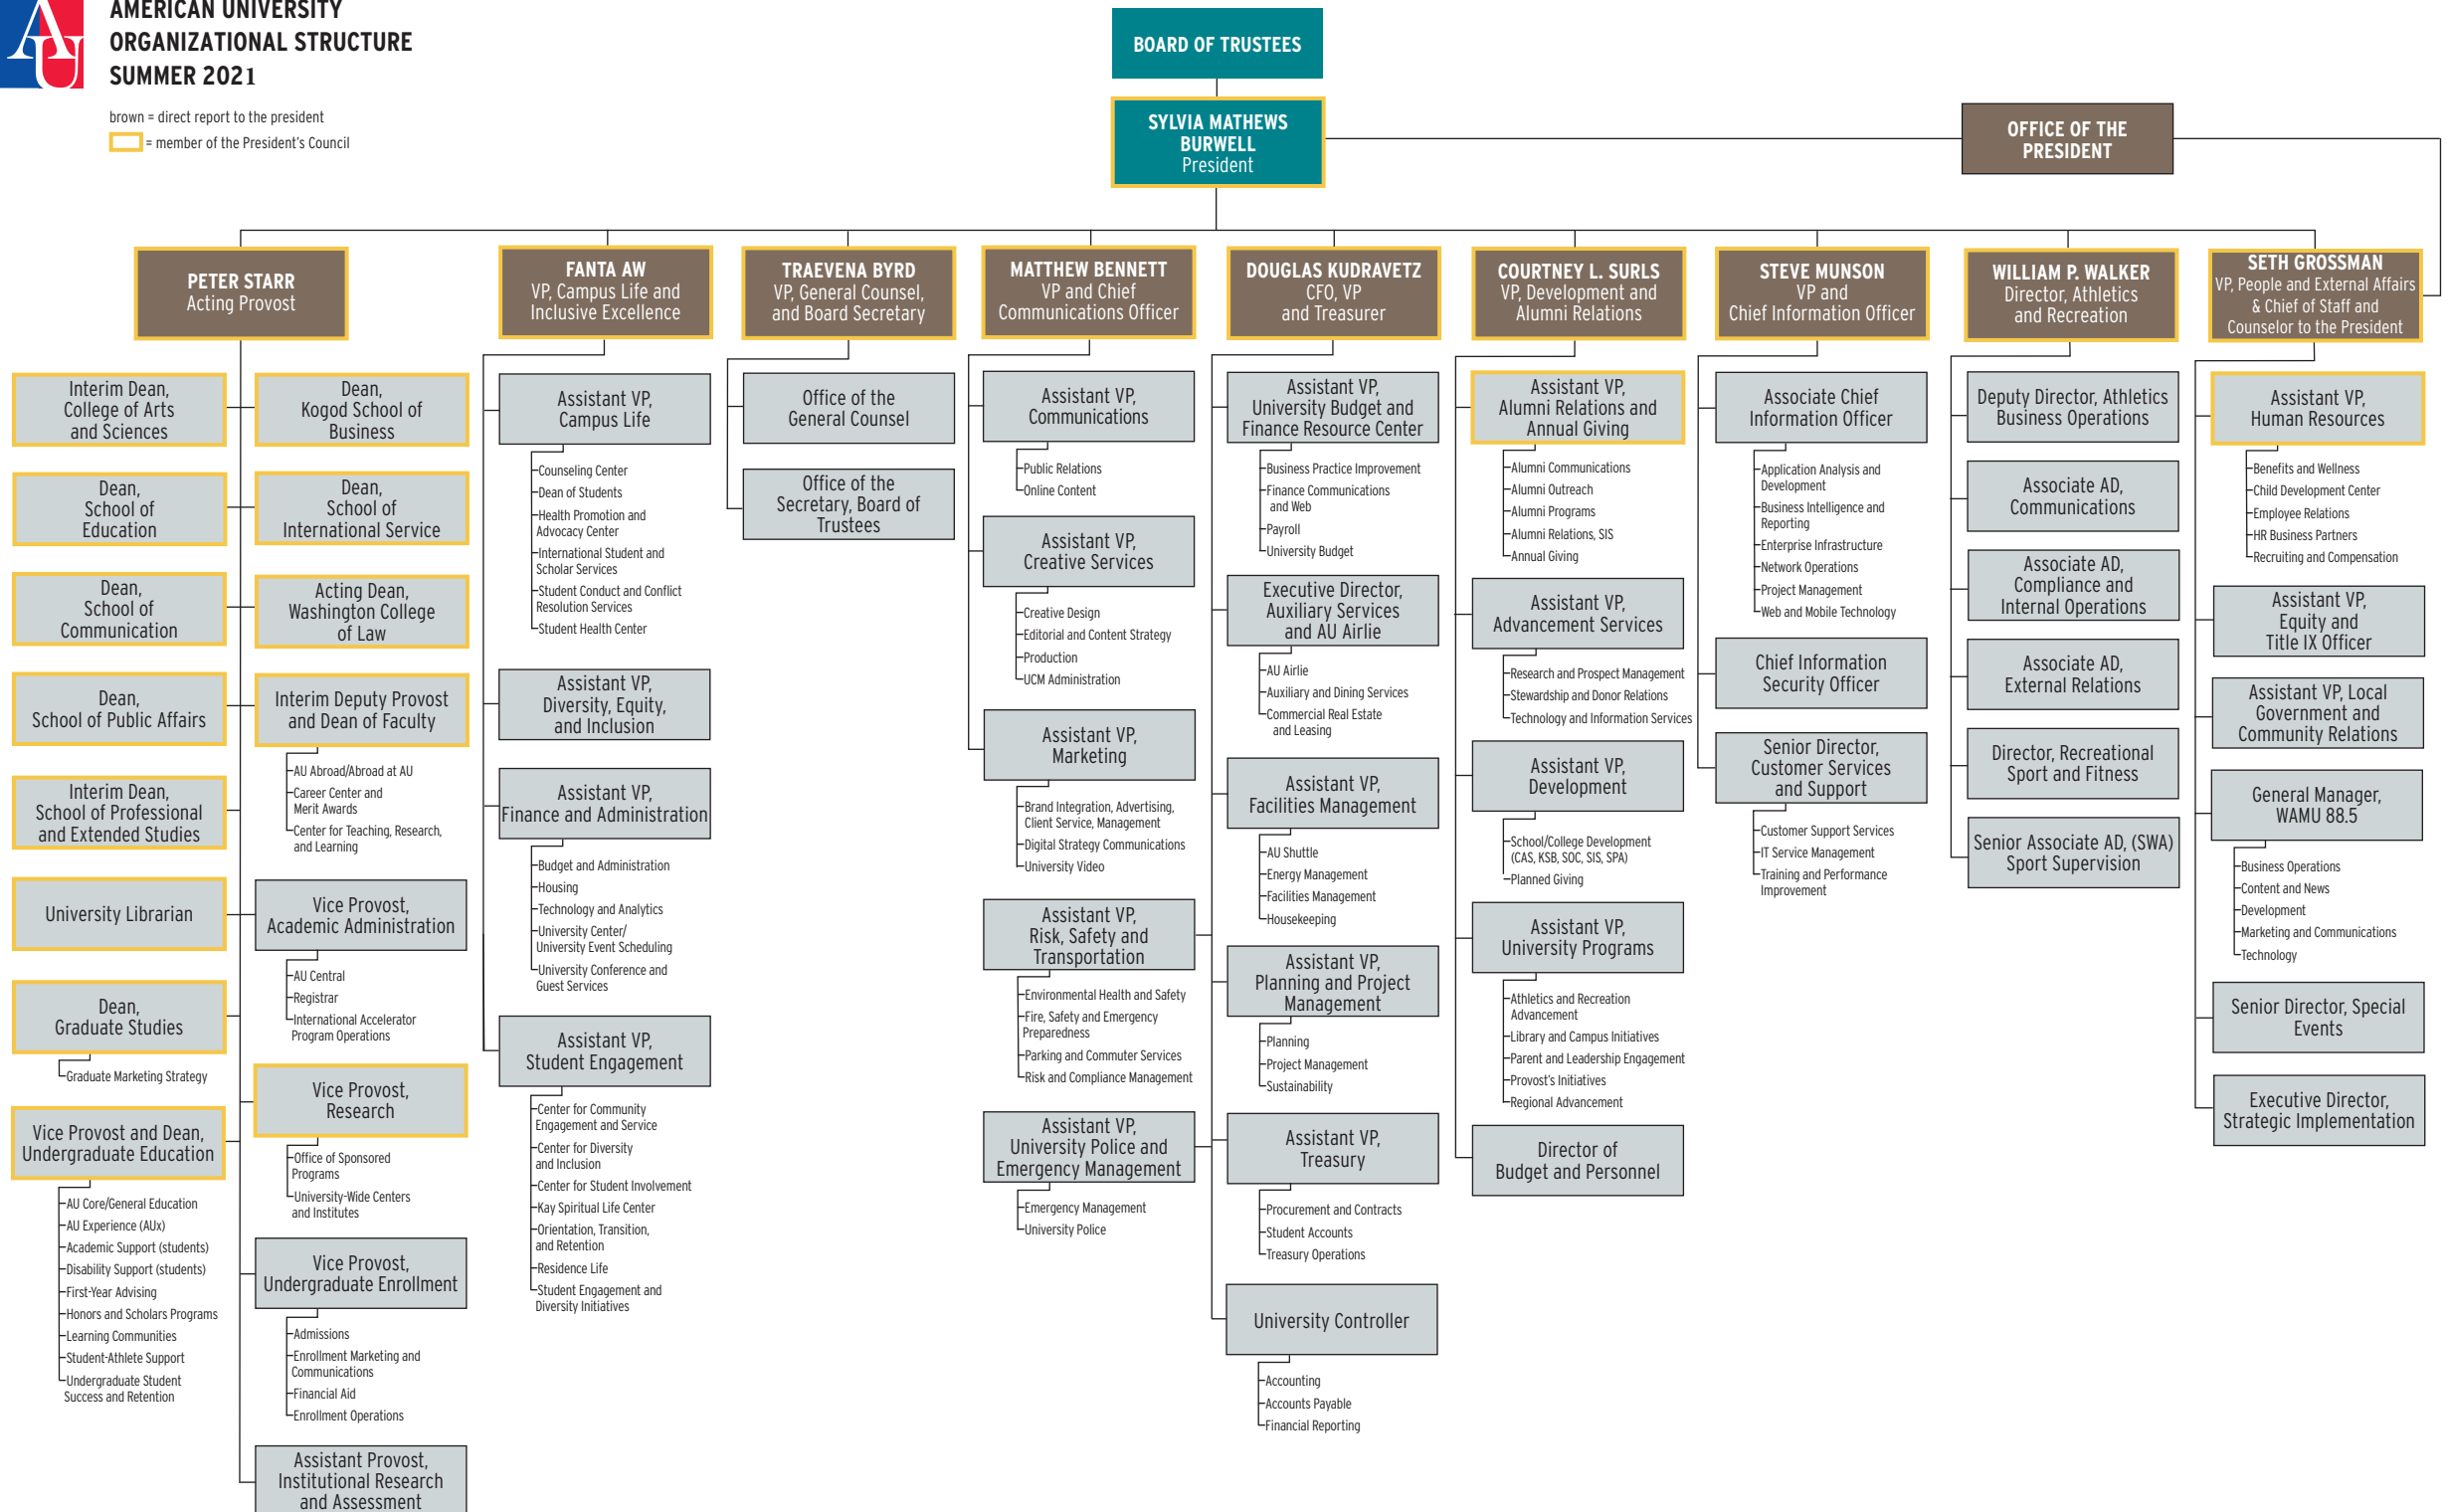 AU
AMERICAN UNIVERSITY
ORGANIZATIONAL STRUCTURE
SUMMER 2021
brown = direct report to the president
= member of the President's Council
BOARD OF TRUSTEES
SYLVIA MATHEWS
BURWELL
President
OFFICE OF THE
PRESIDENT
PETER STARR
Acting Provost
Interim Dean,
College of Arts
and Sciences
Dean,
Kogod School of
Business
Dean,
School of
Education
Dean,
School of
International Service
Dean,
School of
Communication
Acting Dean,
Washington College
of Law
Dean,
School of Public Affairs
Interim Deputy Provost
and Dean of Faculty
AU Abroad/Abroad at AU
Career Center and
Merit Awards
Center for Teaching, Research,
and Learning
Interim Dean,
School of Professional
and Extended Studies
University Librarian
Vice Provost,
Academic Administration
AU Central
Registrar
International Accelerator
Program Operations
Dean,
Graduate Studies
Graduate Marketing Strategy
Vice Provost,
Research
Office of Sponsored
Programs
University-Wide Centers
and Institutes
Vice Provost and Dean,
Undergraduate Education
AU Core/General Education
AU Experience (AUx)
Academic Support (students)
Disability Support (students)
First-Year Advising
Honors and Scholars Programs
Learning Communities
Student-Athlete Support
Undergraduate Student
Success and Retention
Vice Provost,
Undergraduate Enrollment
Admissions
Enrollment Marketing and
Communications
Financial Aid
Enrollment Operations
Assistant Provost,
Institutional Research
and Assessment
FANTA AW
VP, Campus Life and
Inclusive Excellence
Assistant VP,
Campus Life
Counseling Center
Dean of Students
Health Promotion and
Advocacy Center
International Student and
Scholar Services
Student Conduct and Conflict
Resolution Services
Student Health Center
Assistant VP,
Diversity, Equity,
and Inclusion
Assistant VP,
Finance and Administration
Budget and Administration
Housing
Technology and Analytics
University Center/
University Event Scheduling
University Conference and
Guest Services
Assistant VP,
Student Engagement
Center for Community
Engagement and Service
Center for Diversity
and Inclusion
Center for Student Involvement
Kay Spiritual Life Center
Orientation, Transition,
and Retention
Residence Life
Student Engagement and
Diversity Initiatives
TRAEVENA BYRD
VP, General Counsel,
and Board Secretary
Office of the
General Counsel
Office of the
Secretary, Board of
Trustees
MATTHEW BENNETT
VP and Chief
Communications Officer
Assistant VP,
Communications
Public Relations
Online Content
Assistant VP,
Creative Services
Creative Design
Editorial and Content Strategy
Production
UCM Administration
Assistant VP,
Marketing
Brand Integration, Advertising,
Client Service, Management
Digital Strategy Communications
University Video
Assistant VP,
Risk, Safety and
Transportation
Environmental Health and Safety
Fire, Safety and Emergency
Preparedness
Parking and Commuter Services
Risk and Compliance Management
Assistant VP,
University Police and
Emergency Management
Emergency Management
University Police
DOUGLAS KUDRAVETZ
CFO, VP
and Treasurer
Assistant VP,
University Budget and
Finance Resource Center
Business Practice Improvement
Finance Communications
and Web
Payroll
University Budget
Executive Director,
Auxiliary Services
and AU Airlie
AU Airlie
Auxiliary and Dining Services
Commercial Real Estate
and Leasing
Assistant VP,
Facilities Management
AU Shuttle
Energy Management
Facilities Management
Housekeeping
Assistant VP,
Planning and Project
Management
Planning
Project Management
Sustainability
Assistant VP,
Treasury
Procurement and Contracts
Student Accounts
Treasury Operations
University Controller
Accounting
Accounts Payable
Financial Reporting
COURTNEY L. SURLS
VP, Development and
Alumni Relations
Assistant VP,
Alumni Relations and
Annual Giving
Alumni Communications
Alumni Outreach
Alumni Programs
Alumni Relations, SIS
Annual Giving
Assistant VP,
Advancement Services
Research and Prospect Management
Stewardship and Donor Relations
Technology and Information Services
Assistant VP,
Development
School/College Development
(CAS, KSB, SOC, SIS, SPA)
Planned Giving
Assistant VP,
University Programs
Athletics and Recreation
Advancement
Library and Campus Initiatives
Parent and Leadership Engagement
Provost's Initiatives
Regional Advancement
Director of
Budget and Personnel
STEVE MUNSON
VP and
Chief Information Officer
Associate Chief
Information Officer
Application Analysis and
Development
Business Intelligence and
Reporting
Enterprise Infrastructure
Network Operations
Project Management
Web and Mobile Technology
Chief Information
Security Officer
Senior Director,
Customer Services
and Support
Customer Support Services
IT Service Management
Training and Performance
Improvement
WILLIAM P. WALKER
Director, Athletics
and Recreation
Deputy Director, Athletics
Business Operations
Associate AD,
Communications
Associate AD,
Compliance and
Internal Operations
Associate AD,
External Relations
Director, Recreational
Sport and Fitness
Senior Associate AD, (SWA)
Sport Supervision
SETH GROSSMAN
VP, People and External Affairs
& Chief of Staff and
Counselor to the President
Assistant VP,
Human Resources
Benefits and Wellness
Child Development Center
Employee Relations
HR Business Partners
Recruiting and Compensation
Assistant VP,
Equity and
Title IX Officer
Assistant VP, Local
Government and
Community Relations
General Manager,
WAMU 88.5
Business Operations
Content and News
Development
Marketing and Communications
Technology
Senior Director, Special
Events
Executive Director,
Strategic Implementation